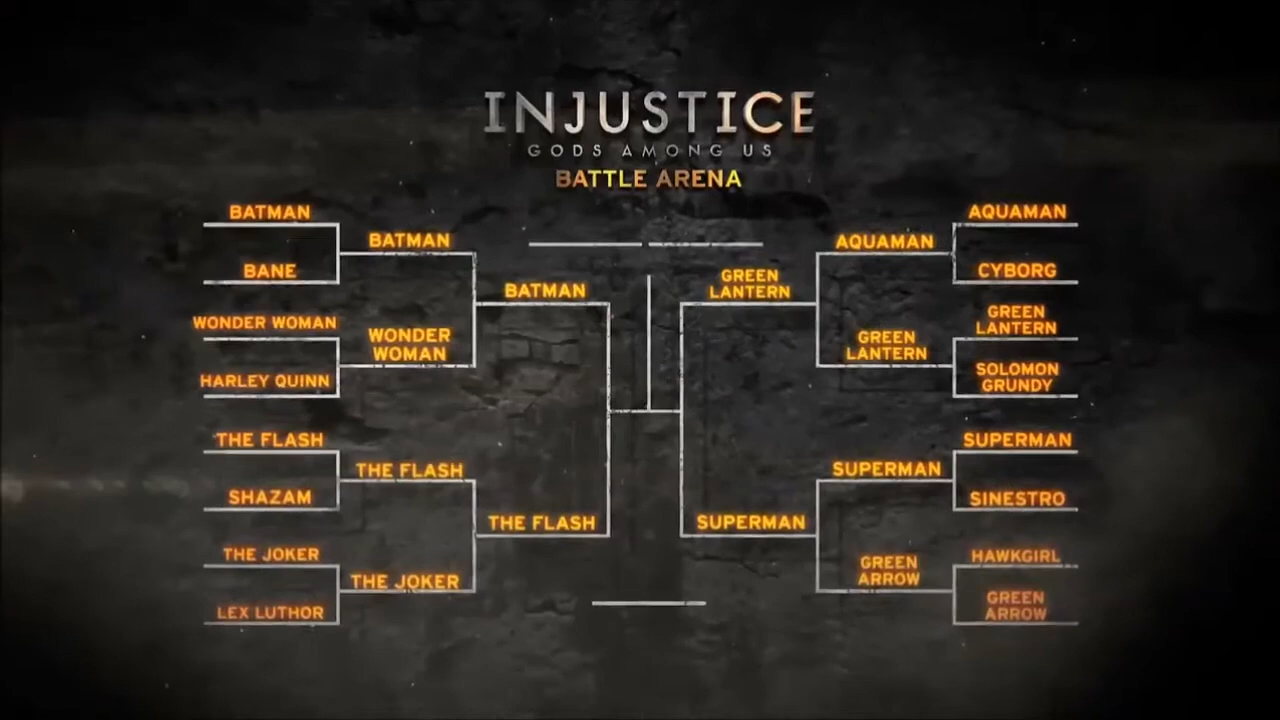 INJUSTICE
GODS AMONG US
BATTLE ARENA
BATMAN
BANE
WONDER WOMAN
HARLEY QUINN
THE FLASH
SHAZAM
THE JOKER
LEX LUTHOR
BATMAN
WONDER
WOMAN
THE FLASH
THE JOKER
BATMAN
THE FLASH
GREEN
LANTERN
SUPERMAN
AQUAMAN
GREEN
LANTERN
SUPERMAN
GREEN
ARROW
AQUAMAN
CYBORG
GREEN
LANTERN
SOLOMON
GRUNDY
SUPERMAN
SINESTRO
HAWKGIRL
GREEN
ARROW